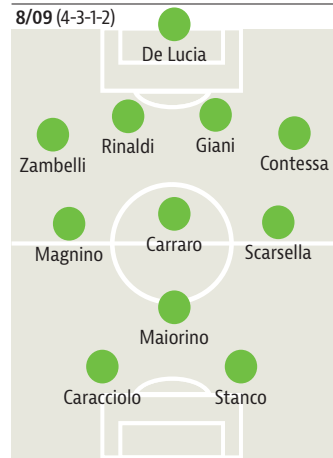 8/09 (4-3-1-2)
De Lucia
Rinaldi Giani
Zambelli Contessa
Magnino Carraro Scarsella
Maiorino
Caracciolo Stanco